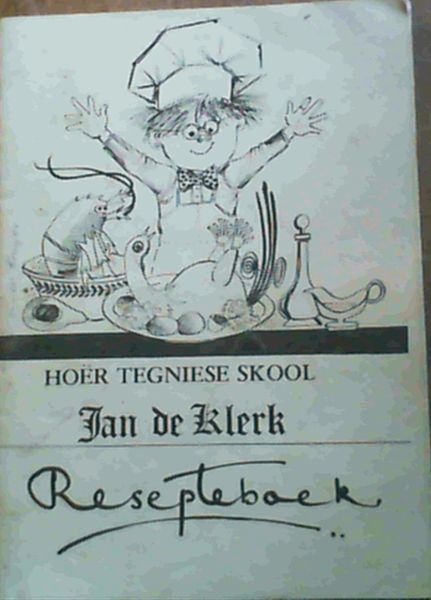 HOËR TEGNIESE SKOOL
Jan de Klerk
Resepteboek